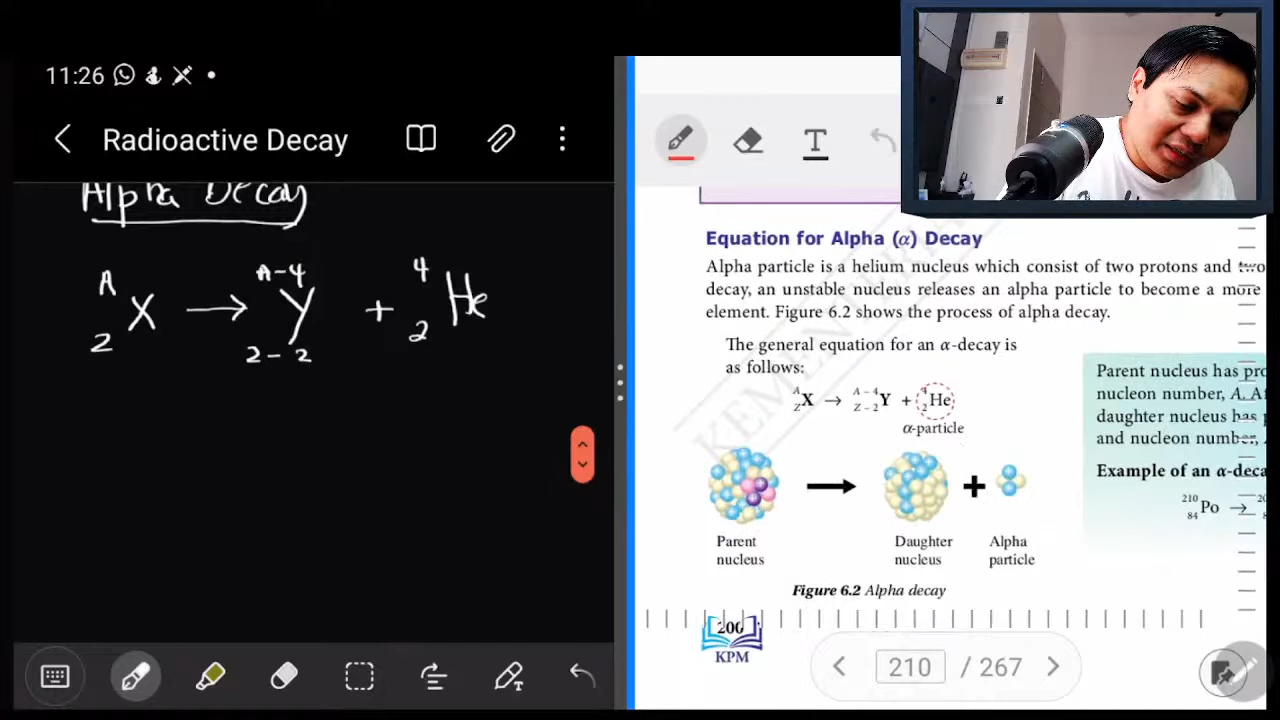 11:26
Radioactive Decay
Alpha Decay
A
2 X → A-4
2-2 Y + 4
2 He
T
Equation for Alpha (α) Decay
Alpha particle is a helium nucleus which consist of two protons and two
decay, an unstable nucleus releases an alpha particle to become a more
element. Figure 6.2 shows the process of alpha decay.
The general equation for an α-decay is
as follows:
A
Z X → A – 4
Z – 2 Y + 4
2 He
α-particle
Parent nucleus has pro
nucleon number, A. Af
daughter nucleus has p
and nucleon number,
Example of an α-deca
210
84 Po → 20
8
Parent
nucleus
Daughter
nucleus
Alpha
particle
Figure 6.2 Alpha decay
200
KPM
KEMENTERIA
210 / 267